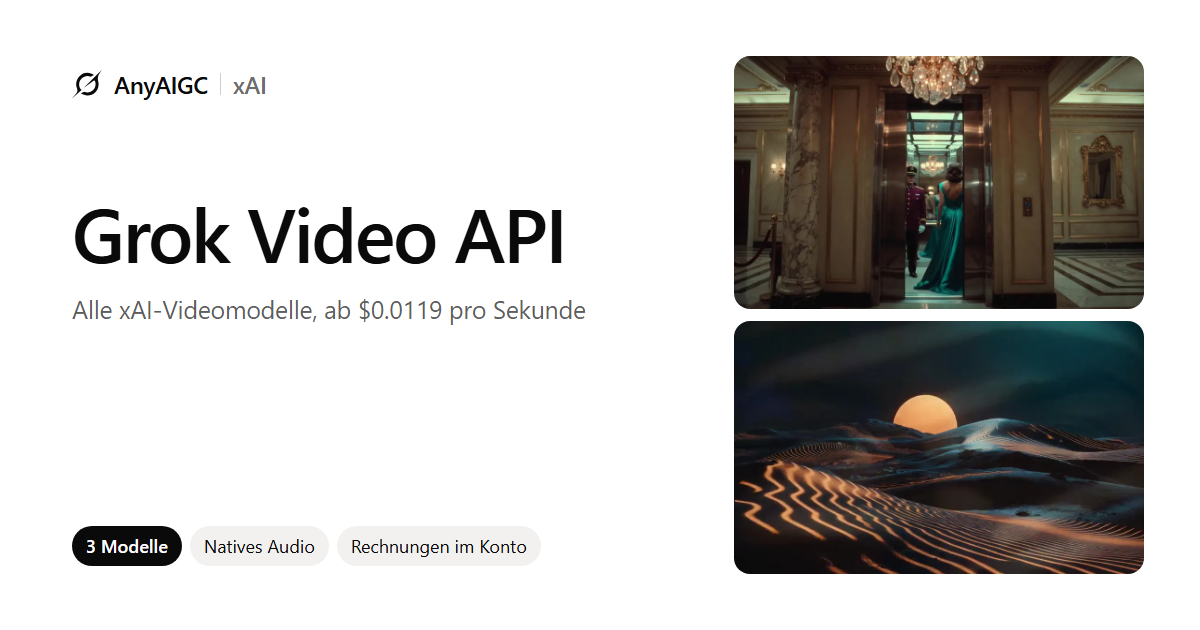 AnyAIGC | xAI
Grok Video API
Alle xAI-Videomodelle, ab $0.0119 pro Sekunde
3 Modelle
Natives Audio
Rechnungen im Konto